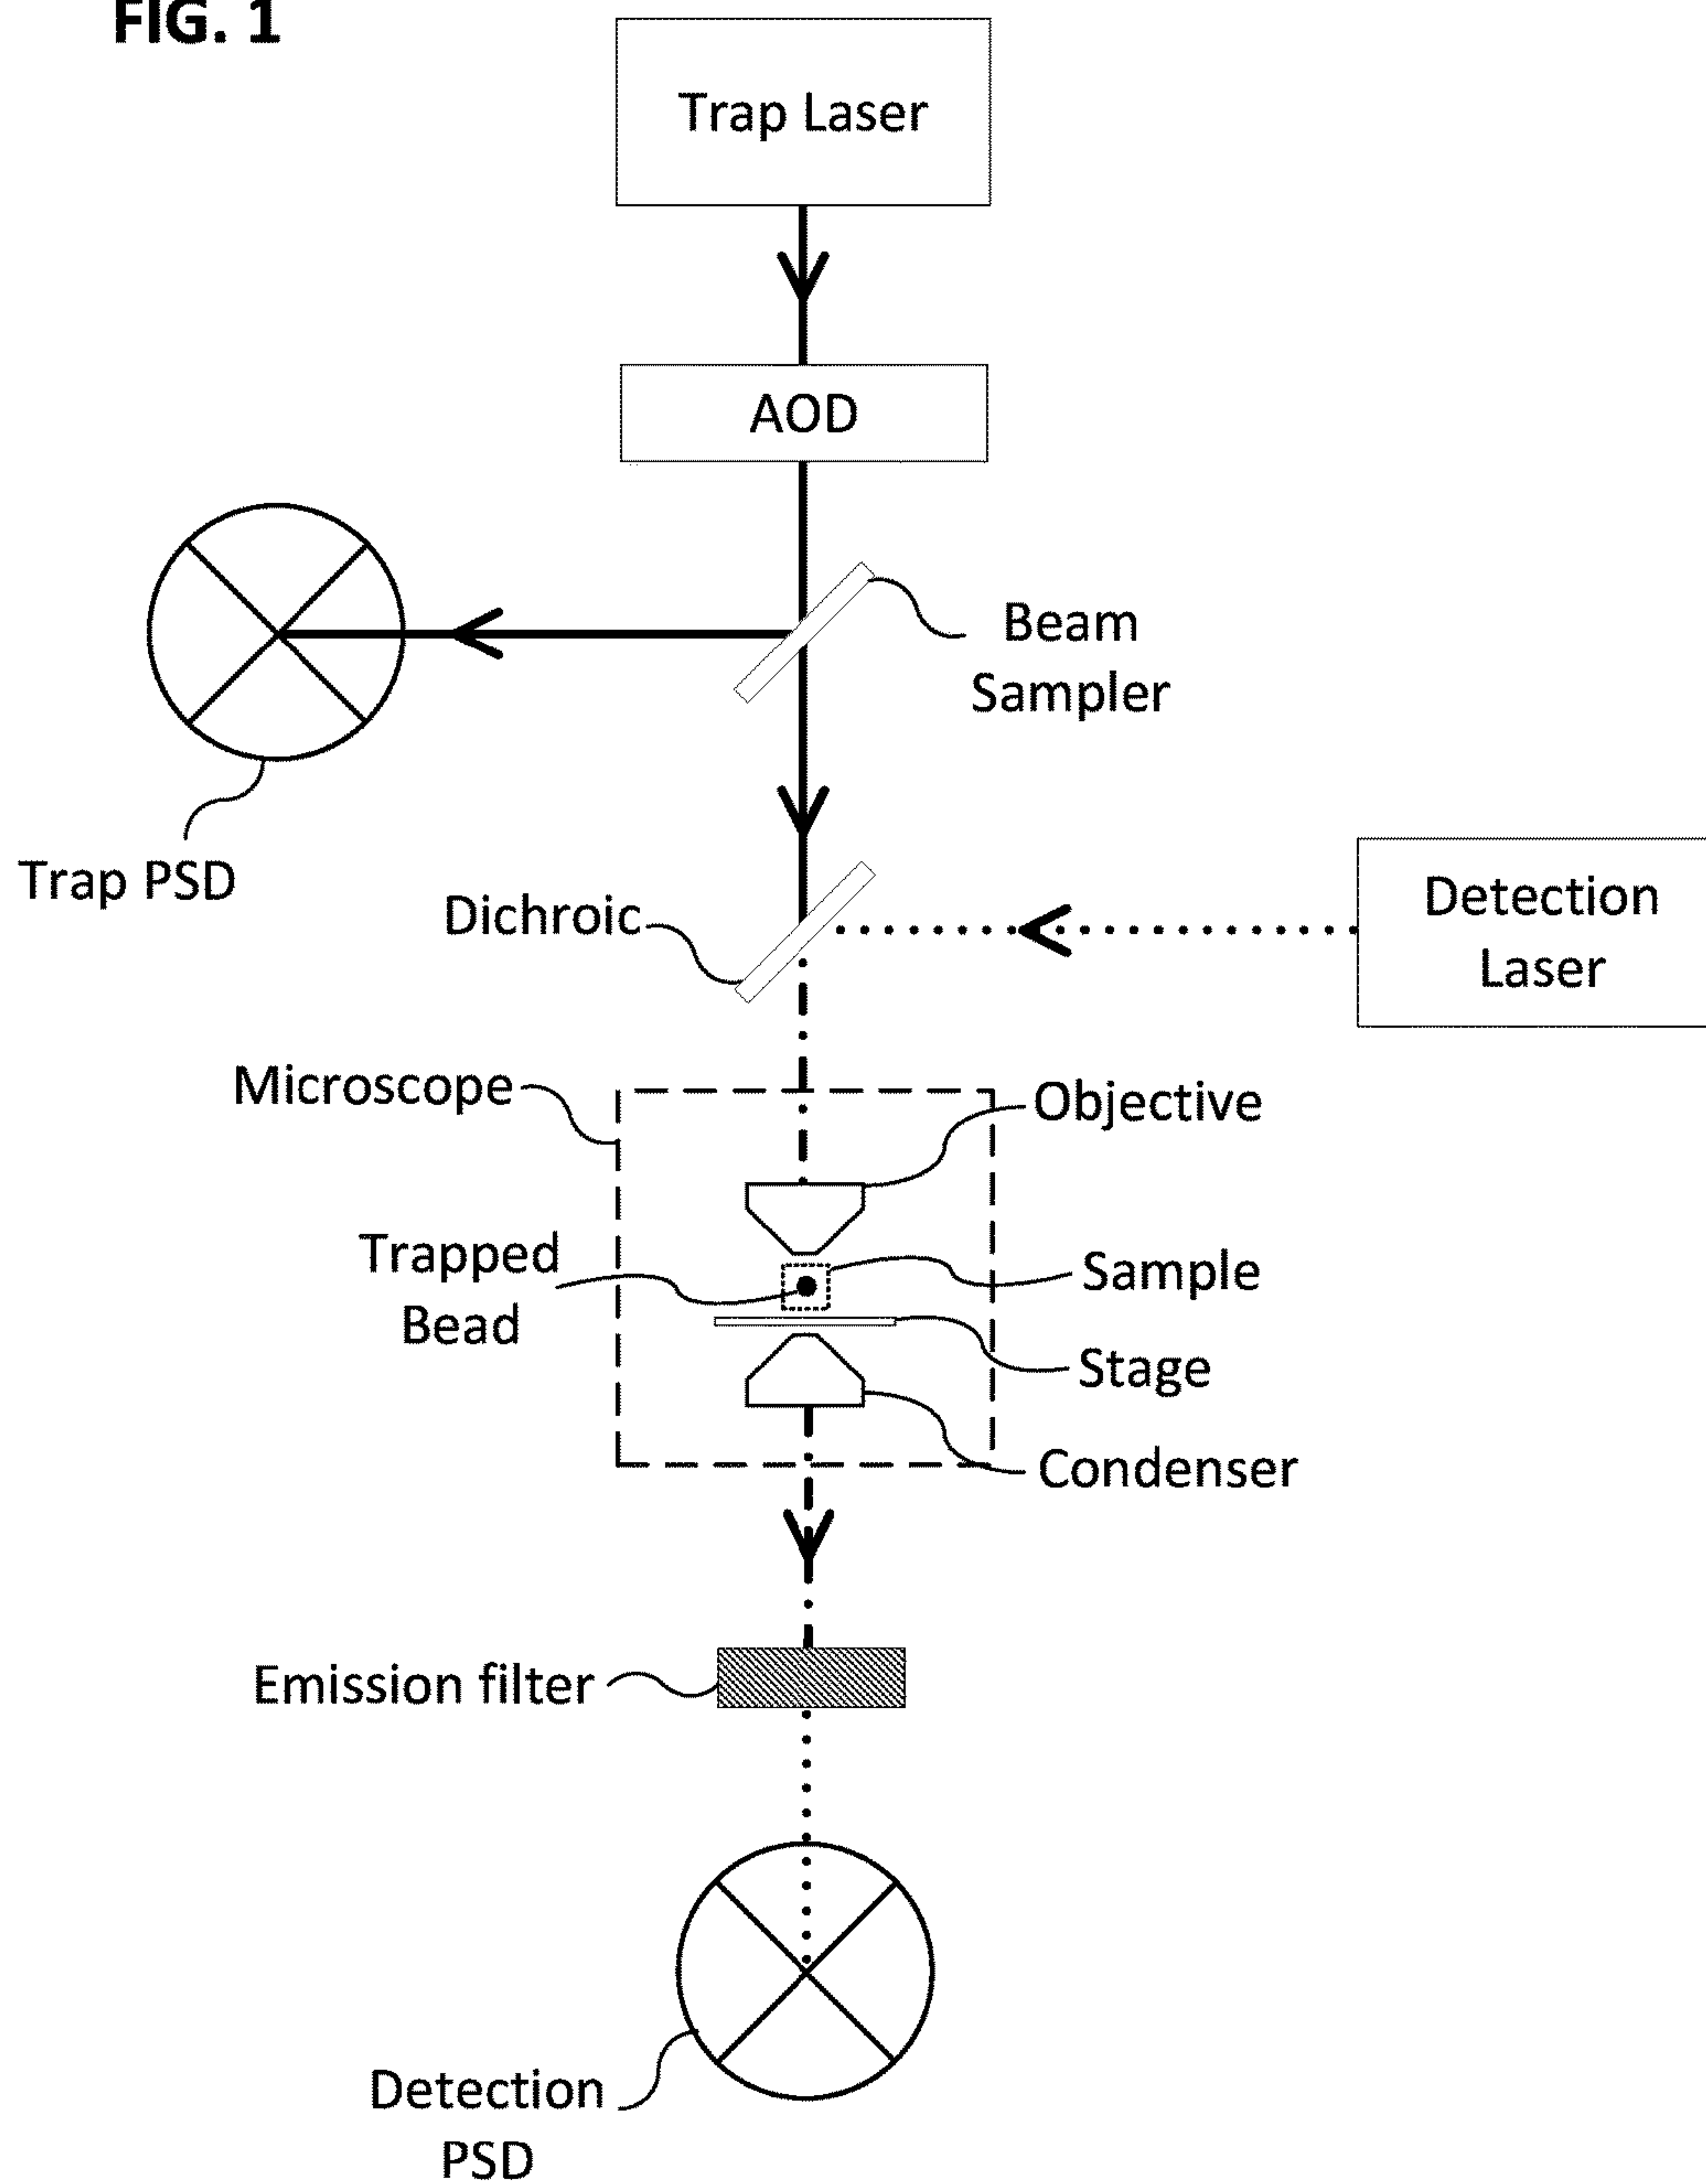 FIG. 1
Trap Laser
AOD
Beam
Sampler
Trap PSD
Dichroic
Detection
Laser
Microscope
Objective
Trapped
Bead
Sample
Stage
Condenser
Emission filter
Detection
PSD